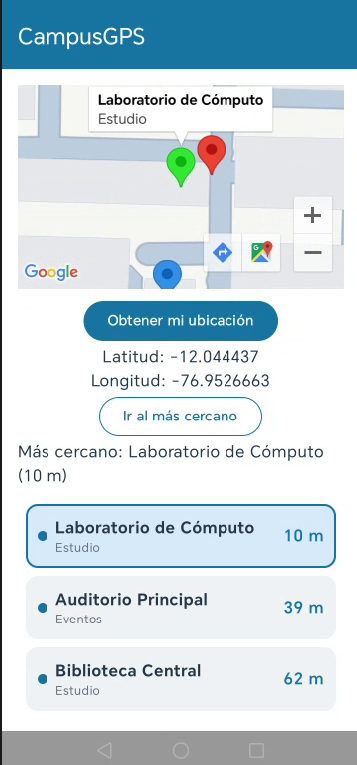 CampusGPS
Laboratorio de Cómputo
Estudio
G
+
−
Google
Obtener mi ubicación
Latitud: -12.044437
Longitud: -76.9526663
Ir al más cercano
Más cercano: Laboratorio de Cómputo
(10 m)
Laboratorio de Cómputo
Estudio
10 m
Auditorio Principal
Eventos
39 m
Biblioteca Central
Estudio
62 m